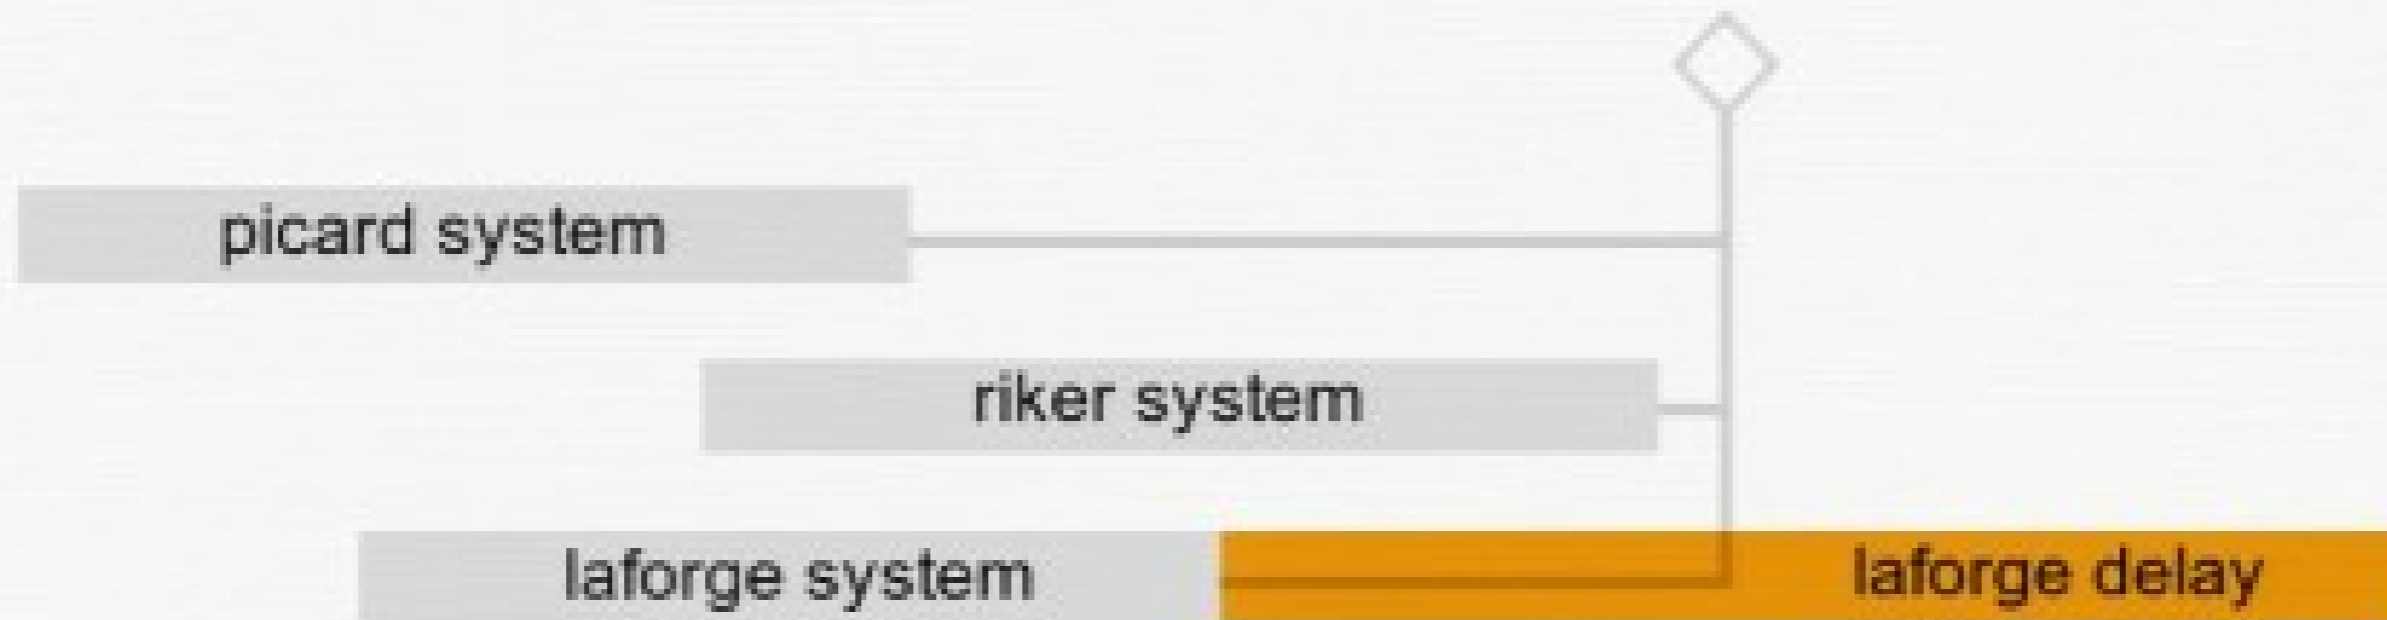 picard system
riker system
laforge system
laforge delay